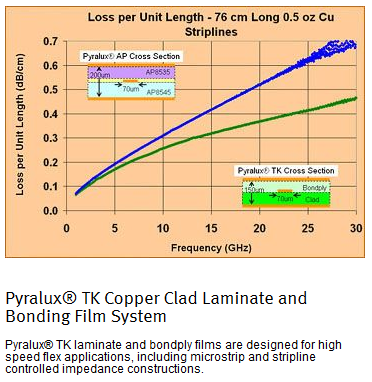 Loss per Unit Length - 76 cm Long 0.5 oz Cu
Striplines
Loss per Unit Length (dB/cm)
0.7
0.6
0.5
0.4
0.3
0.2
0.1
0.0
Pyralux® AP Cross Section
200um
AP8535
70um
AP8545
Pyralux® TK Cross Section
150um
Bondply
70um
Clad
0
5
10
15
20
25
30
Frequency (GHz)
Pyralux® TK Copper Clad Laminate and
Bonding Film System
Pyralux® TK laminate and bondply films are designed for high
speed flex applications, including microstrip and stripline
controlled impedance constructions.